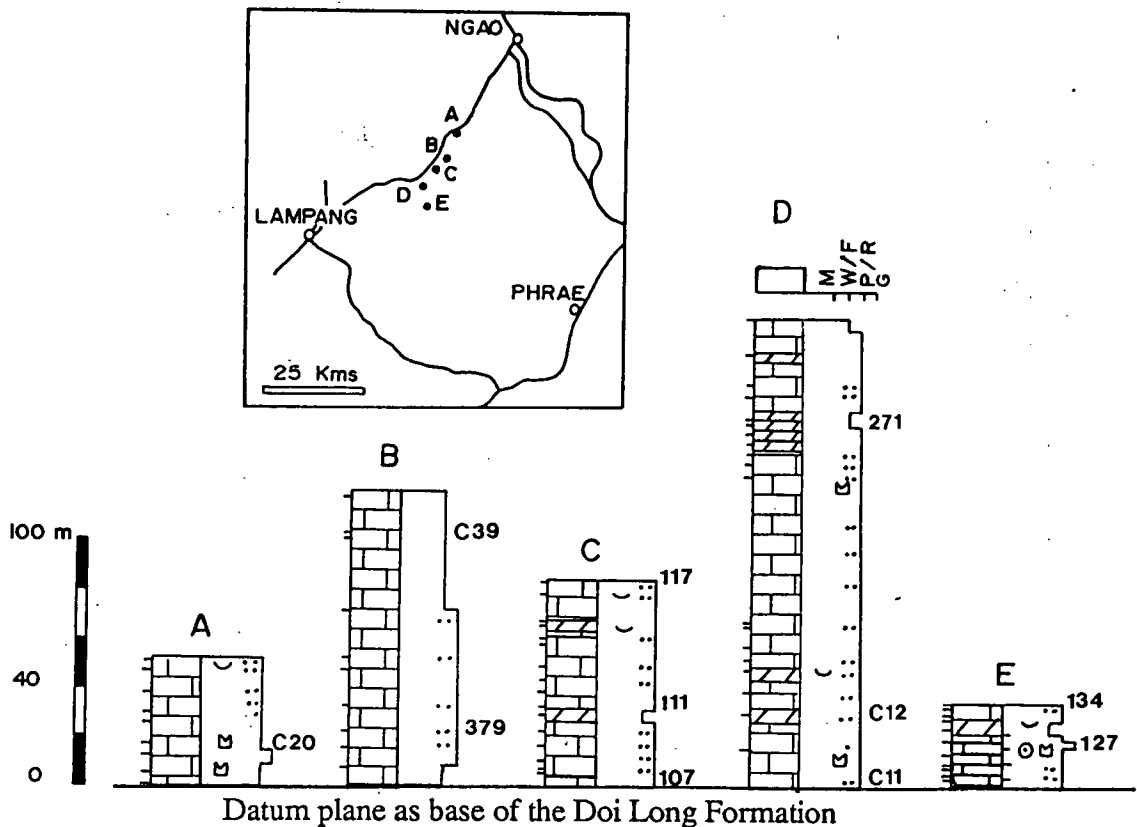 NGAO
A
B
C
D
E
LAMPANG
PHRAE
25 Kms
D
M
W/F
P/R
G
271
B
100 m
C39
C
117
A
40
379
111
C12
E
134
C20
127
0
107
C11
Datum plane as base of the Doi Long Formation